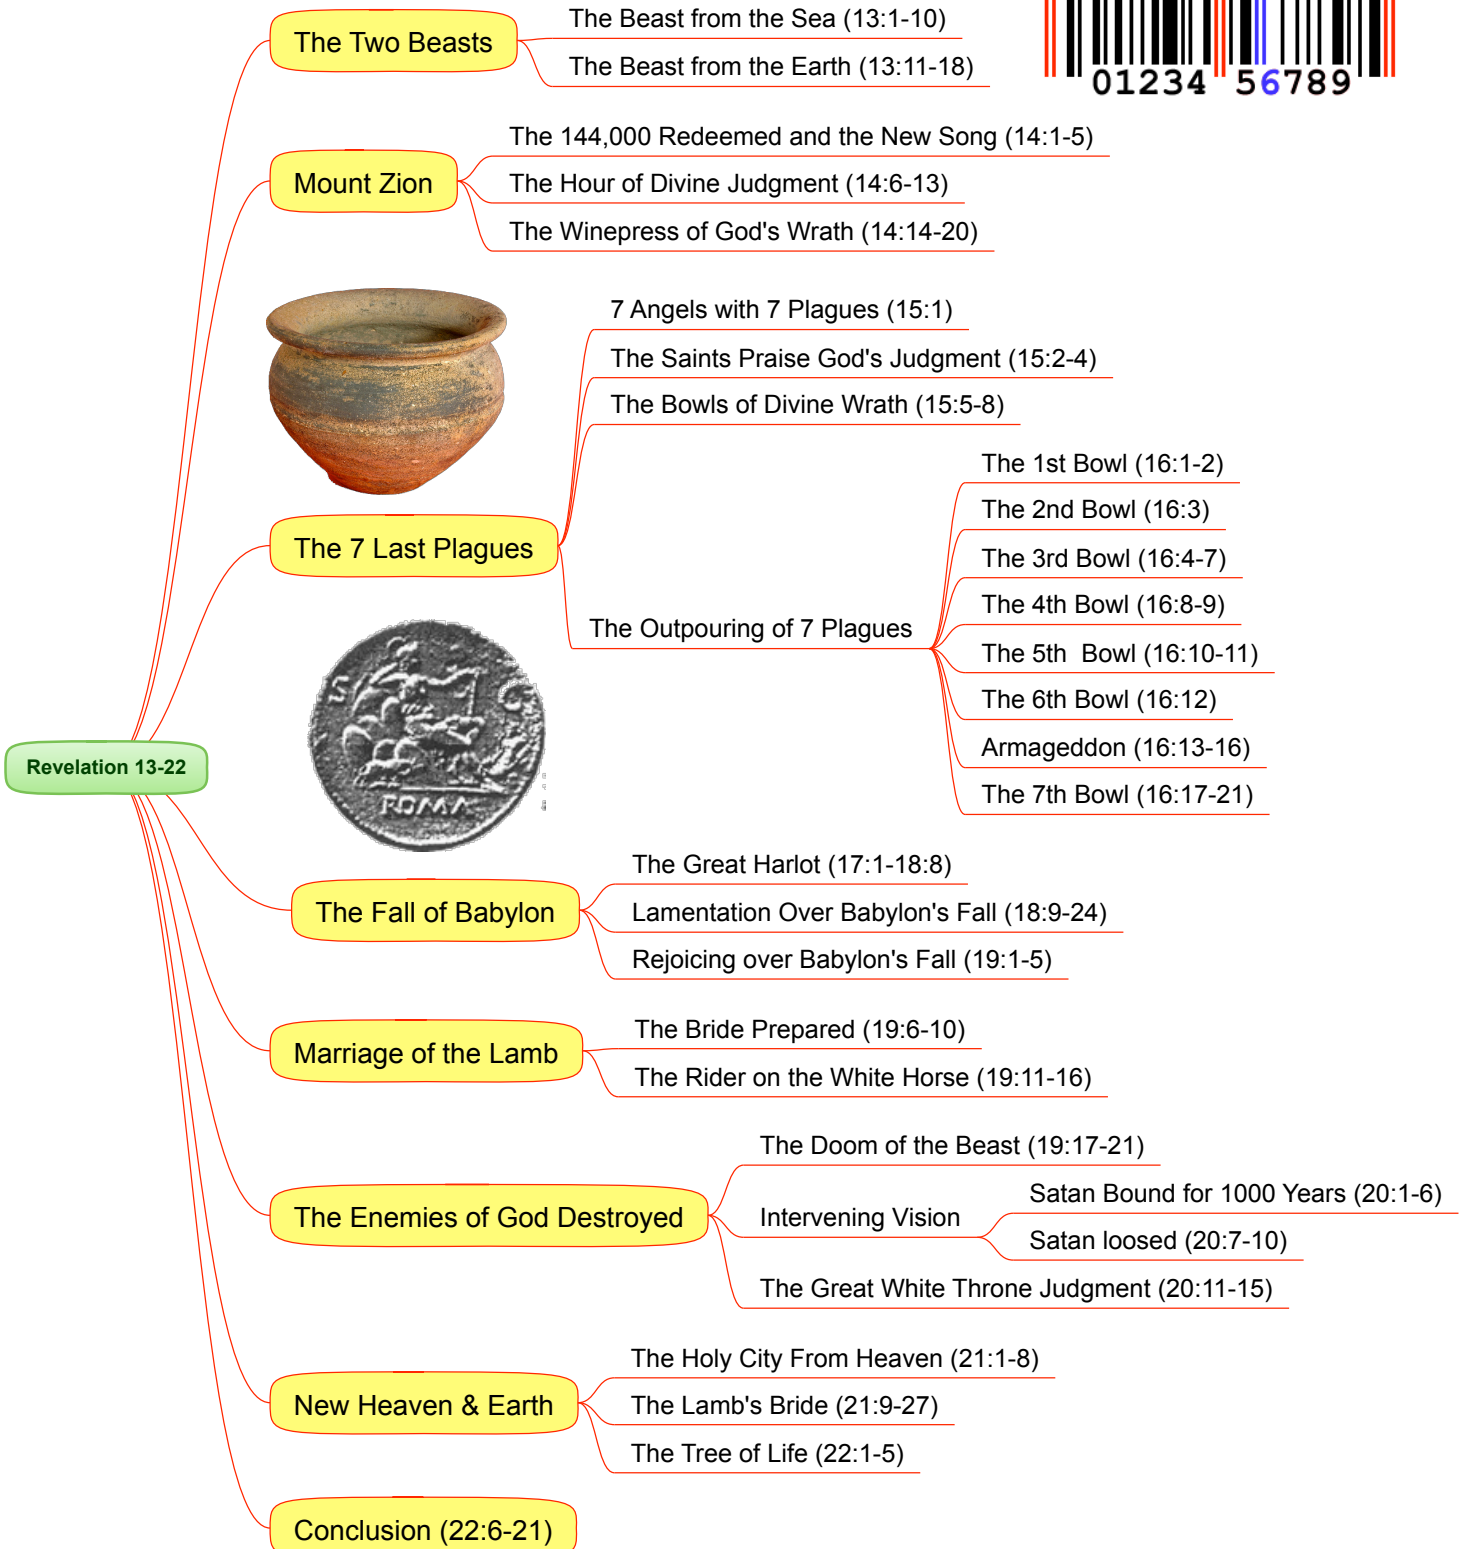 The Two Beasts
The Beast from the Sea (13:1-10)
The Beast from the Earth (13:11-18)
01234 56789
Mount Zion
The 144,000 Redeemed and the New Song (14:1-5)
The Hour of Divine Judgment (14:6-13)
The Winepress of God's Wrath (14:14-20)
The 7 Last Plagues
7 Angels with 7 Plagues (15:1)
The Saints Praise God's Judgment (15:2-4)
The Bowls of Divine Wrath (15:5-8)
The Outpouring of 7 Plagues
The 1st Bowl (16:1-2)
The 2nd Bowl (16:3)
The 3rd Bowl (16:4-7)
The 4th Bowl (16:8-9)
The 5th  Bowl (16:10-11)
The 6th Bowl (16:12)
Armageddon (16:13-16)
The 7th Bowl (16:17-21)
S C
ROMA
Revelation 13-22
The Fall of Babylon
The Great Harlot (17:1-18:8)
Lamentation Over Babylon's Fall (18:9-24)
Rejoicing over Babylon's Fall (19:1-5)
Marriage of the Lamb
The Bride Prepared (19:6-10)
The Rider on the White Horse (19:11-16)
The Enemies of God Destroyed
The Doom of the Beast (19:17-21)
Intervening Vision
Satan Bound for 1000 Years (20:1-6)
Satan loosed (20:7-10)
The Great White Throne Judgment (20:11-15)
New Heaven & Earth
The Holy City From Heaven (21:1-8)
The Lamb's Bride (21:9-27)
The Tree of Life (22:1-5)
Conclusion (22:6-21)